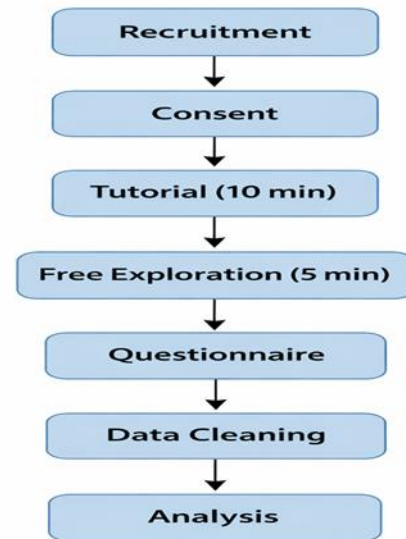 Recruitment
Consent
Tutorial (10 min)
Free Exploration (5 min)
Questionnaire
Data Cleaning
Analysis